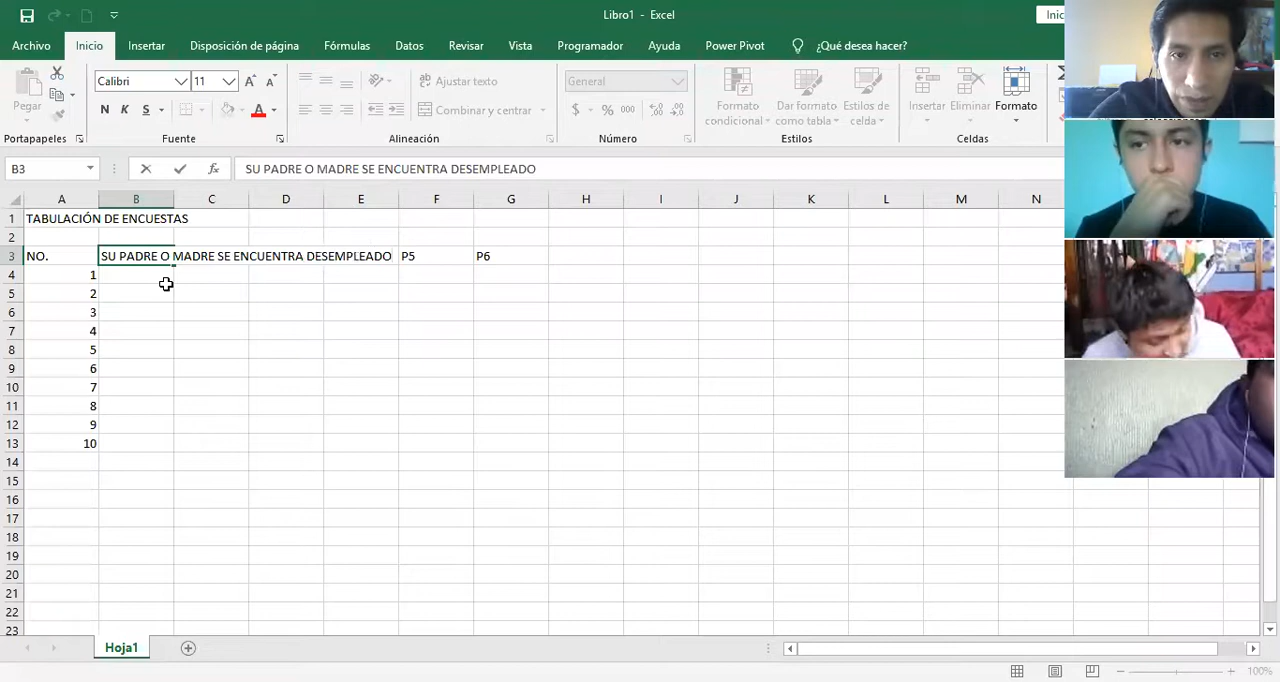 Libro1 - Excel
Inic
Archivo Inicio Insertar Disposición de página Fórmulas Datos Revisar Vista Programador Ayuda Power Pivot ¿Qué desea hacer?
Calibri 11 Ajustar texto General
Pegar N K S A Combinar y centrar $ % 000 Formato condicional Dar formato como tabla Estilos de celda Insertar Eliminar Formato
Portapapeles Fuente Alineación Número Estilos Celdas
B3 fx SU PADRE O MADRE SE ENCUENTRA DESEMPLEADO
A B C D E F G H I J K L M N
1 TABULACIÓN DE ENCUESTAS
2
3 NO. SU PADRE O MADRE SE ENCUENTRA DESEMPLEADO P5 P6
4 1
5 2
6 3
7 4
8 5
9 6
10 7
11 8
12 9
13 10
14
15
16
17
18
19
20
21
22
23
Hoja1
100%